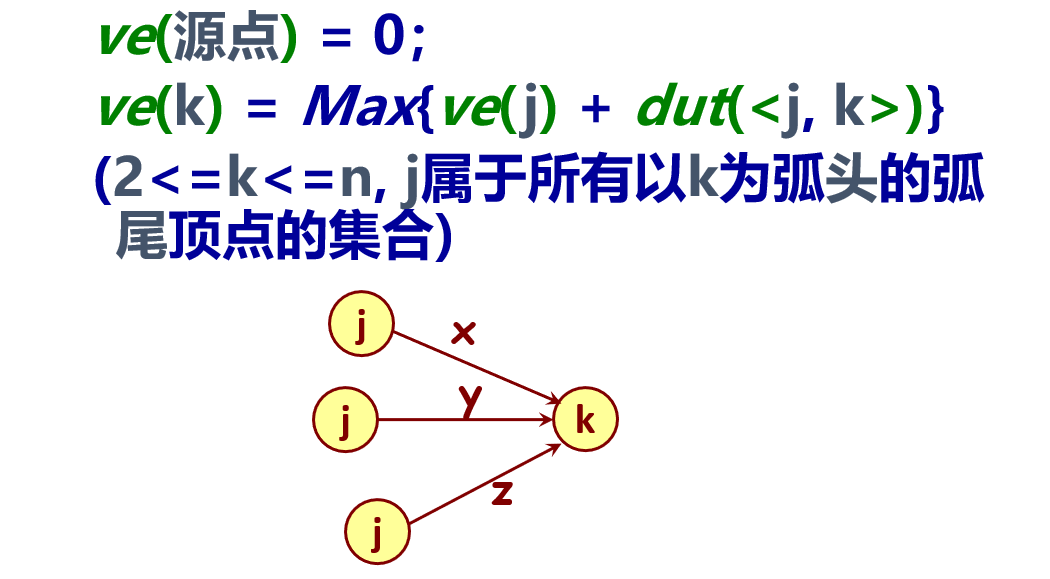 ve(源点) = 0;
ve(k) = Max{ve(j) + dut(<j, k>)}
(2<=k<=n, j属于所有以k为弧头的弧
尾顶点的集合)
j
x
j
y
k
z
j